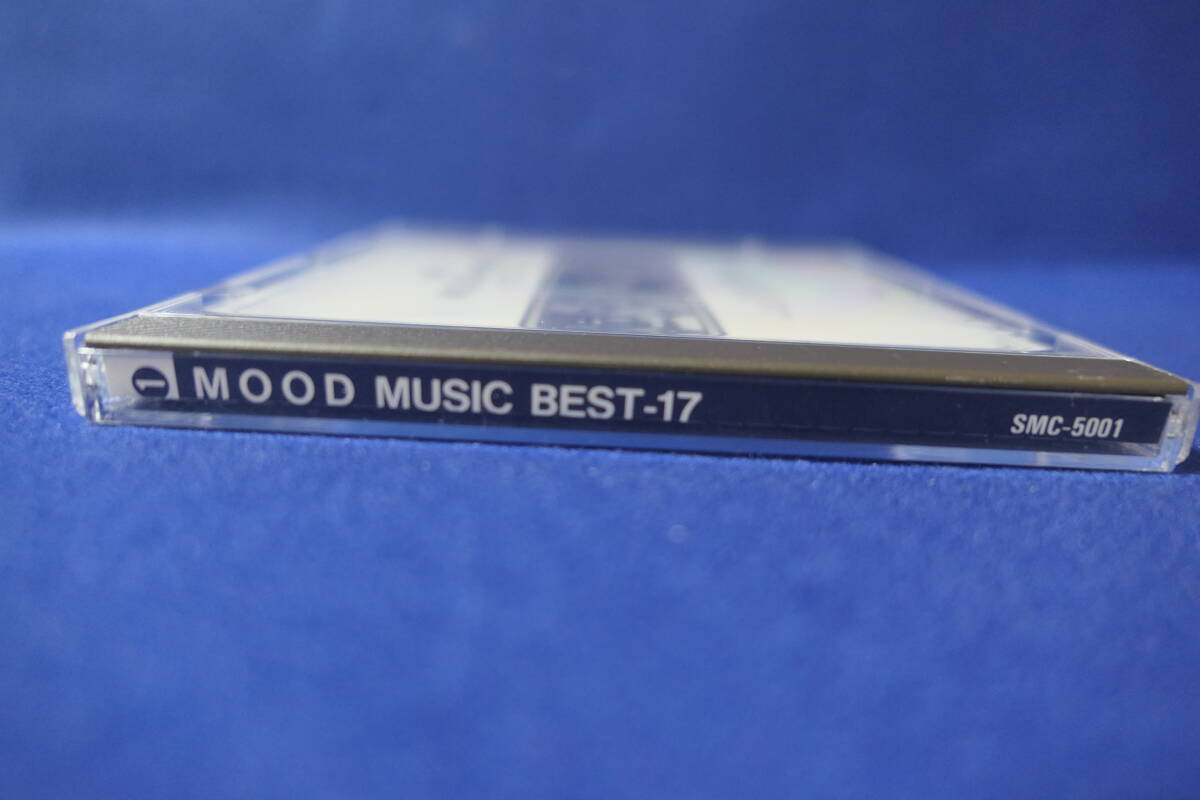 1 MOOD MUSIC BEST-17 SMC-5001